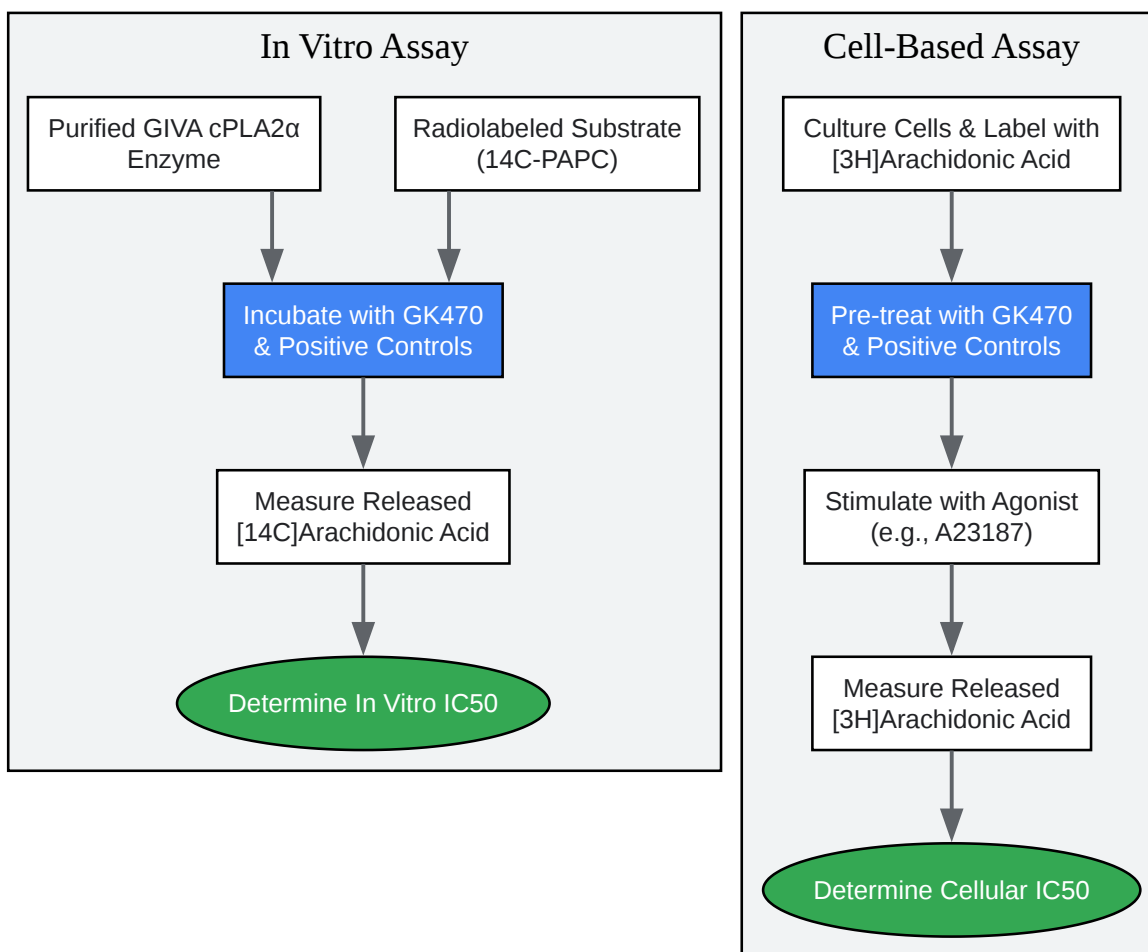 In Vitro Assay
Purified GIVA cPLA2α
Enzyme
Radiolabeled Substrate
(14C-PAPC)
Incubate with GK470
& Positive Controls
Measure Released
[14C]Arachidonic Acid
Determine In Vitro IC50
Cell-Based Assay
Culture Cells & Label with
[3H]Arachidonic Acid
Pre-treat with GK470
& Positive Controls
Stimulate with Agonist
(e.g., A23187)
Measure Released
[3H]Arachidonic Acid
Determine Cellular IC50